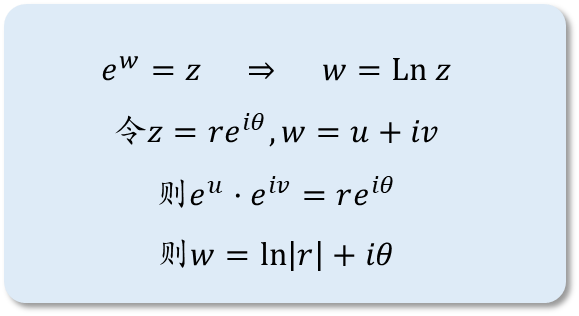 e^w = z ⇒ w = Ln z
令z = re^{iθ}, w = u + iv
则e^u · e^{iv} = re^{iθ}
则w = ln|r| + iθ